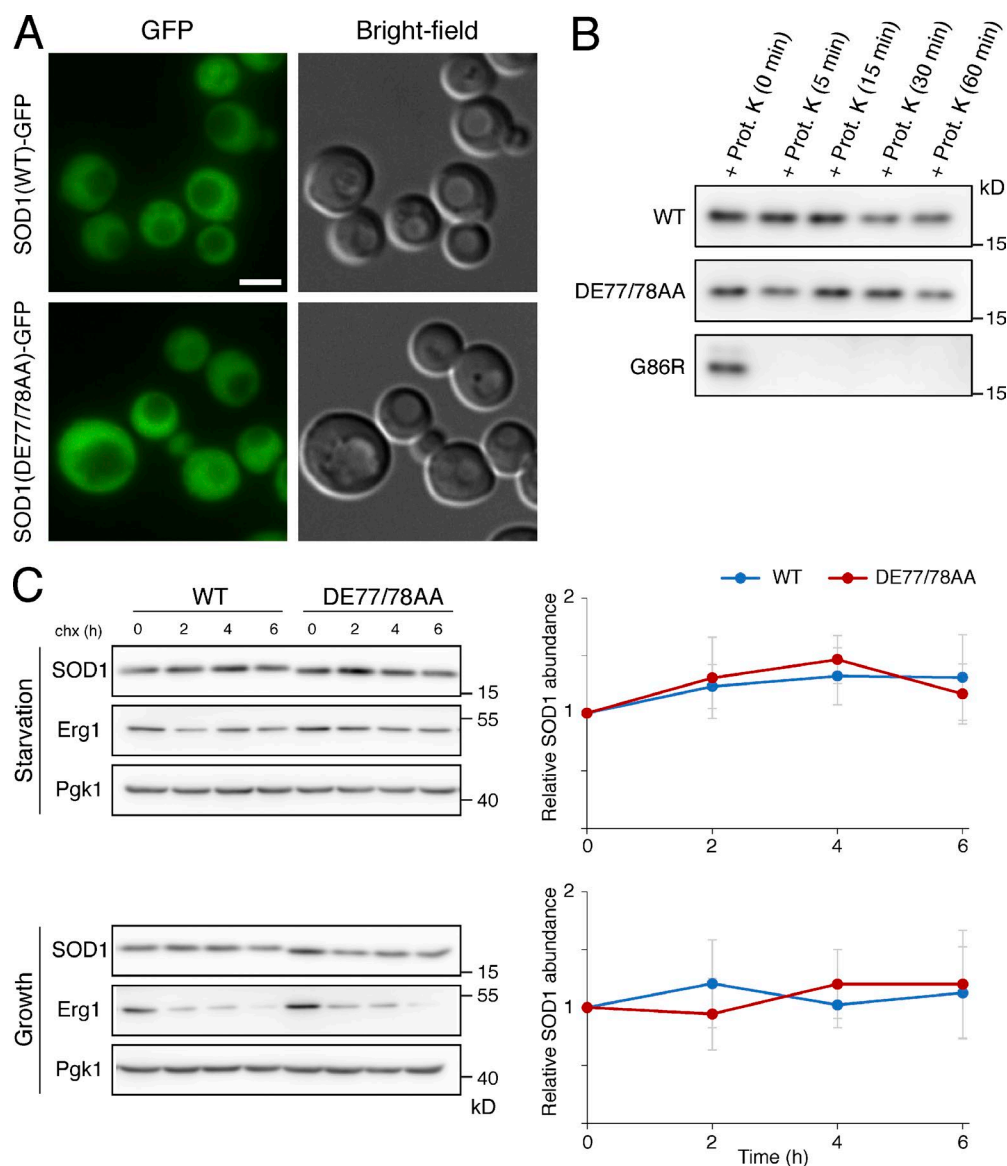 A
GFP
Bright-field
SOD1(WT)-GFP
SOD1(DE77/78AA)-GFP
B
+ Prot. K (0 min)
+ Prot. K (5 min)
+ Prot. K (15 min)
+ Prot. K (30 min)
+ Prot. K (60 min)
kD
WT
15
DE77/78AA
15
G86R
15
C
WT DE77/78AA
chx (h) 0 2 4 6 0 2 4 6
Starvation
SOD1
15
Erg1
55
Pgk1
40
Growth
SOD1
15
Erg1
55
Pgk1
40
kD
WT DE77/78AA
Relative SOD1 abundance
2
1
0 2 4 6
Relative SOD1 abundance
2
1
0 2 4 6
Time (h)